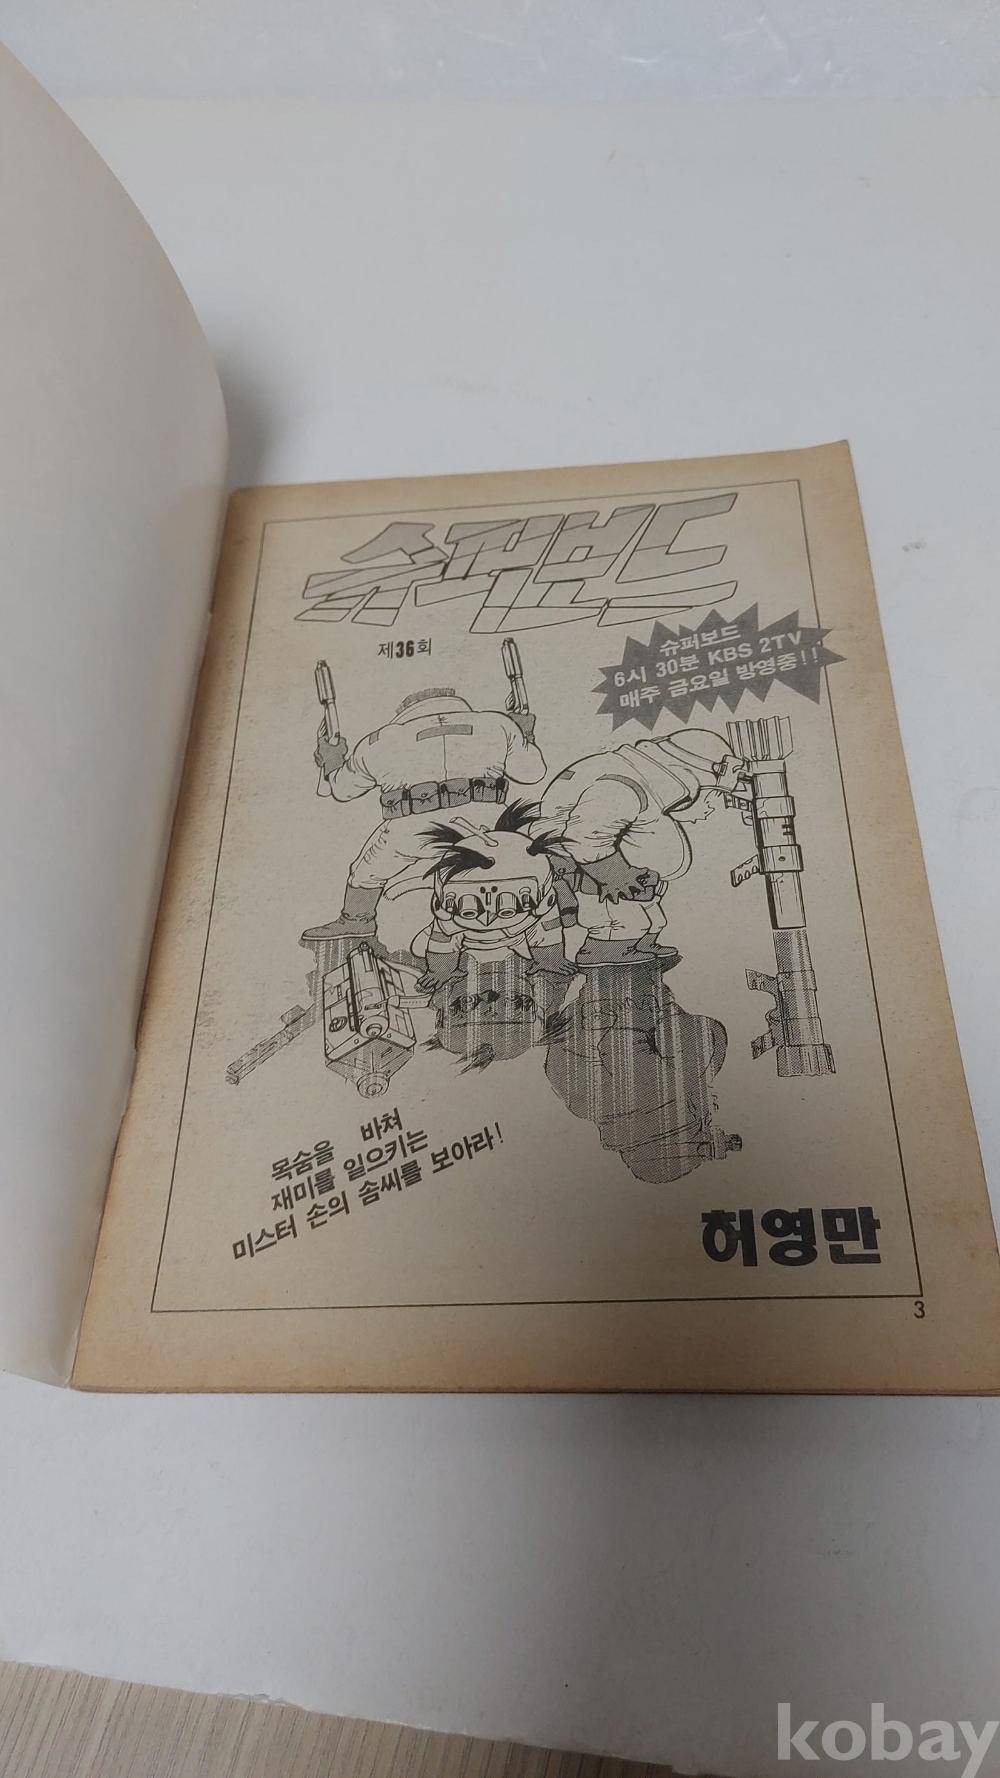 슈퍼보드
제36회
슈퍼보드
6시 30분 KBS 2TV
매주 금요일 방영중!!
목숨을 바쳐
재미를 일으키는
미스터 손의 솜씨를 보아라!
허영만
3
kobay